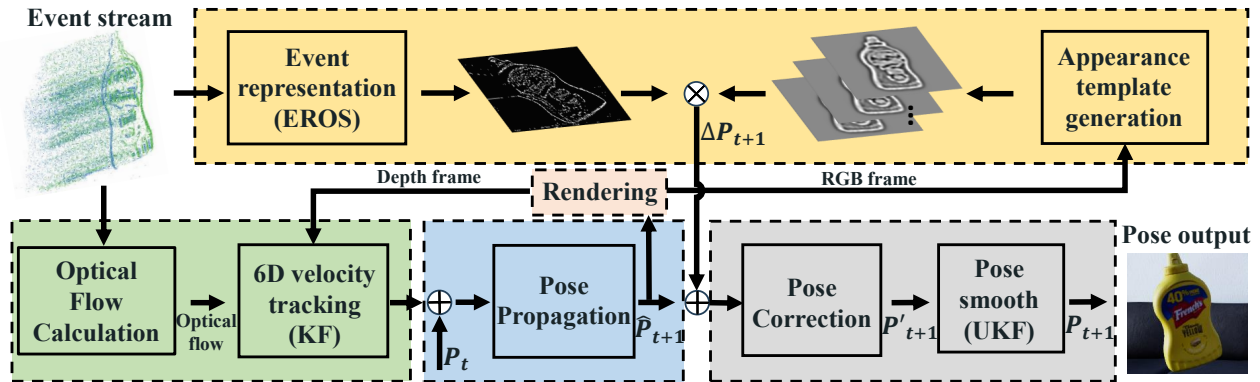 Event stream
Event
representation
(EROS)
Appearance
template
generation
ΔP_{t+1}
Depth frame
Rendering
RGB frame
Optical
Flow
Calculation
Optical
flow
6D velocity
tracking
(KF)
P_t
Pose
Propagation
P̂_{t+1}
Pose
Correction
P'_{t+1}
Pose
smooth
(UKF)
P_{t+1}
Pose output
40%
French's